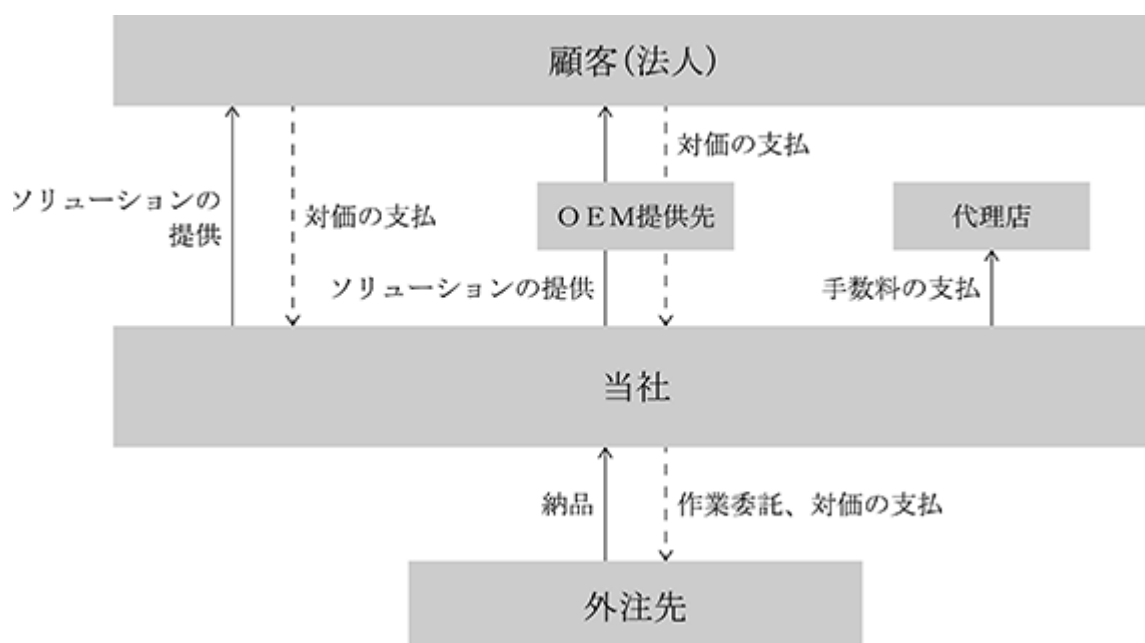 顧客(法人)
対価の支払
ソリューションの
提供
対価の支払
OEM提供先
代理店
ソリューションの提供
手数料の支払
当社
納品
作業委託、対価の支払
外注先